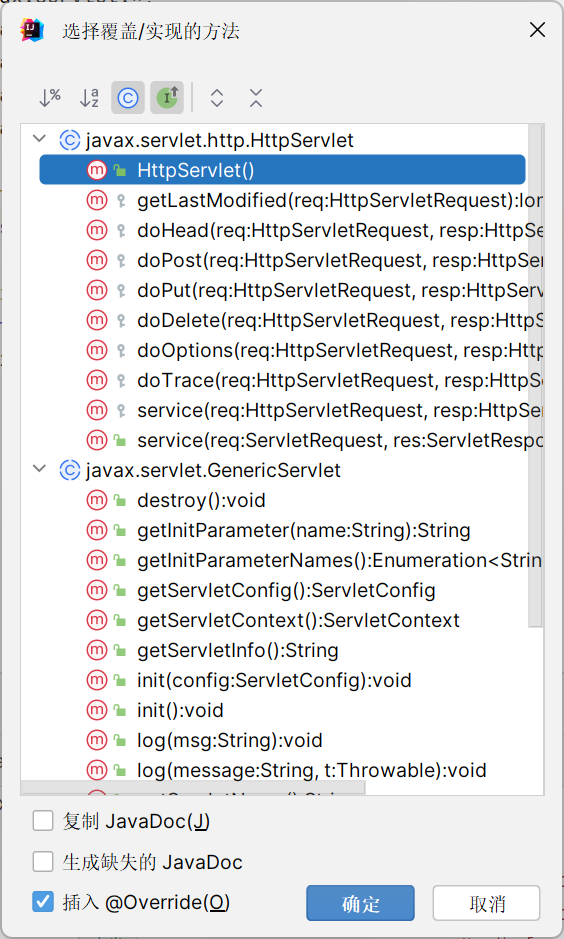 选择覆盖/实现的方法
javax.servlet.http.HttpServlet
HttpServlet()
getLastModified(req:HttpServletRequest):lon
doHead(req:HttpServletRequest, resp:HttpSe
doPost(req:HttpServletRequest, resp:HttpSer
doPut(req:HttpServletRequest, resp:HttpServ
doDelete(req:HttpServletRequest, resp:HttpS
doOptions(req:HttpServletRequest, resp:Http
doTrace(req:HttpServletRequest, resp:HttpSe
service(req:HttpServletRequest, resp:HttpSer
service(req:ServletRequest, res:ServletRespo
javax.servlet.GenericServlet
destroy():void
getInitParameter(name:String):String
getInitParameterNames():Enumeration<Strin
getServletConfig():ServletConfig
getServletContext():ServletContext
getServletInfo():String
init(config:ServletConfig):void
init():void
log(msg:String):void
log(message:String, t:Throwable):void
复制 JavaDoc(J)
生成缺失的 JavaDoc
插入 @Override(O)
确定
取消